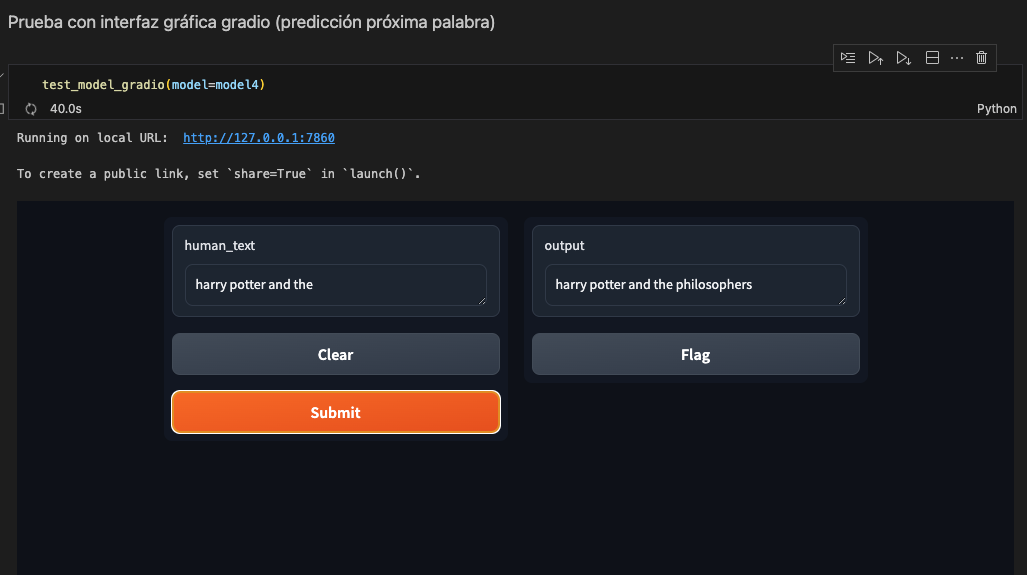 Prueba con interfaz gráfica gradio (predicción próxima palabra)
test_model_gradio(model=model4)
40.0s
Python
Running on local URL:  http://127.0.0.1:7860
To create a public link, set `share=True` in `launch()`.
human_text
harry potter and the
Clear
Submit
output
harry potter and the philosophers
Flag